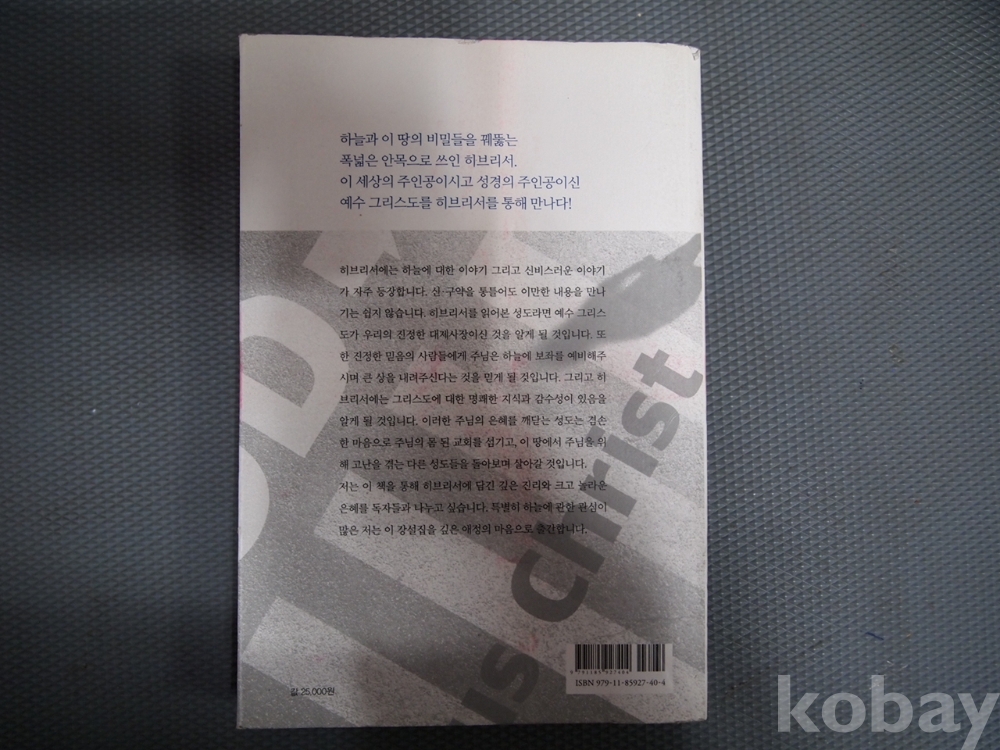 하늘과 이 땅의 비밀들을 꿰뚫는
폭넓은 안목으로 쓰인 히브리서.
이 세상의 주인공이시고 성경의 주인공이신
예수 그리스도를 히브리서를 통해 만나다!
히브리서에는 하늘에 대한 이야기 그리고 신비스러운 이야기
가 자주 등장합니다. 신·구약을 통틀어도 이만한 내용을 만나
기는 쉽지 않습니다. 히브리서를 읽어본 성도라면 예수 그리스
도가 우리의 진정한 대제사장이신 것을 알게 될 것입니다. 또
한 진정한 믿음의 사람들에게 주님은 하늘에 보좌를 예비해주
시며 큰 상을 내려주신다는 것을 믿게 될 것입니다. 그리고 히
브리서에는 그리스도에 대한 명쾌한 지식과 감수성이 있음을
알게 될 것입니다. 이러한 주님의 은혜를 깨닫는 성도는 겸손
한 마음으로 주님의 몸 된 교회를 섬기고, 이 땅에서 주님을 위
해 고난을 겪는 다른 성도들을 돌아보며 살아갈 것입니다.
저는 이 책을 통해 히브리서에 담긴 깊은 진리와 크고 놀라운
은혜를 독자들과 나누고 싶습니다. 특별히 하늘에 관한 관심이
많은 저는 이 강설집을 깊은 애정의 마음으로 출간합니다.
us Christ
값 25,000원
9 791185 927404
ISBN 979-11-85927-40-4
kobay